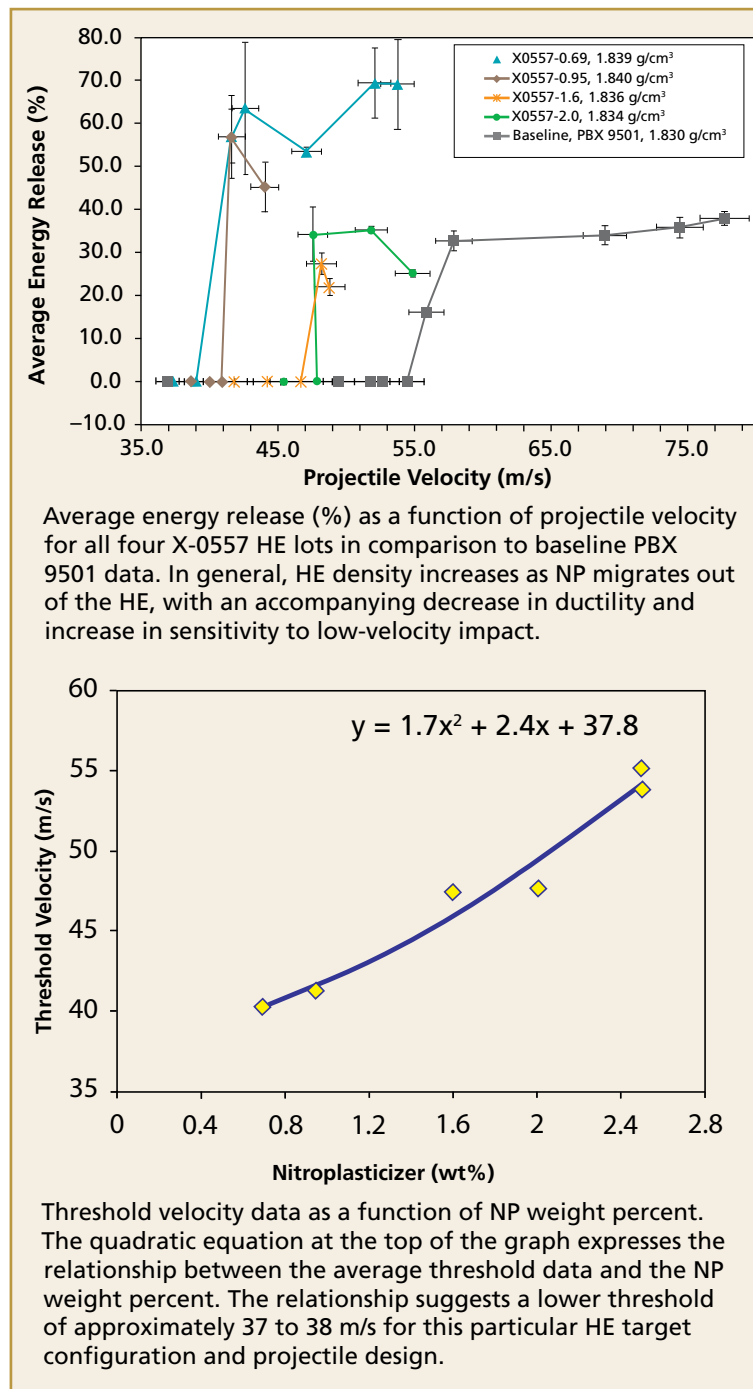 80.0
70.0
60.0
50.0
40.0
30.0
20.0
10.0
0.0
−10.0
Average Energy Release (%)
X0557-0.69, 1.839 g/cm³
X0557-0.95, 1.840 g/cm³
X0557-1.6, 1.836 g/cm³
X0557-2.0, 1.834 g/cm³
Baseline, PBX 9501, 1.830 g/cm³
35.0 45.0 55.0 65.0 75.0
Projectile Velocity (m/s)
Average energy release (%) as a function of projectile velocity
for all four X-0557 HE lots in comparison to baseline PBX
9501 data. In general, HE density increases as NP migrates out
of the HE, with an accompanying decrease in ductility and
increase in sensitivity to low-velocity impact.
60
55
50
45
40
35
Threshold Velocity (m/s)
y = 1.7x² + 2.4x + 37.8
0 0.4 0.8 1.2 1.6 2 2.4 2.8
Nitroplasticizer (wt%)
Threshold velocity data as a function of NP weight percent.
The quadratic equation at the top of the graph expresses the
relationship between the average threshold data and the NP
weight percent. The relationship suggests a lower threshold
of approximately 37 to 38 m/s for this particular HE target
configuration and projectile design.